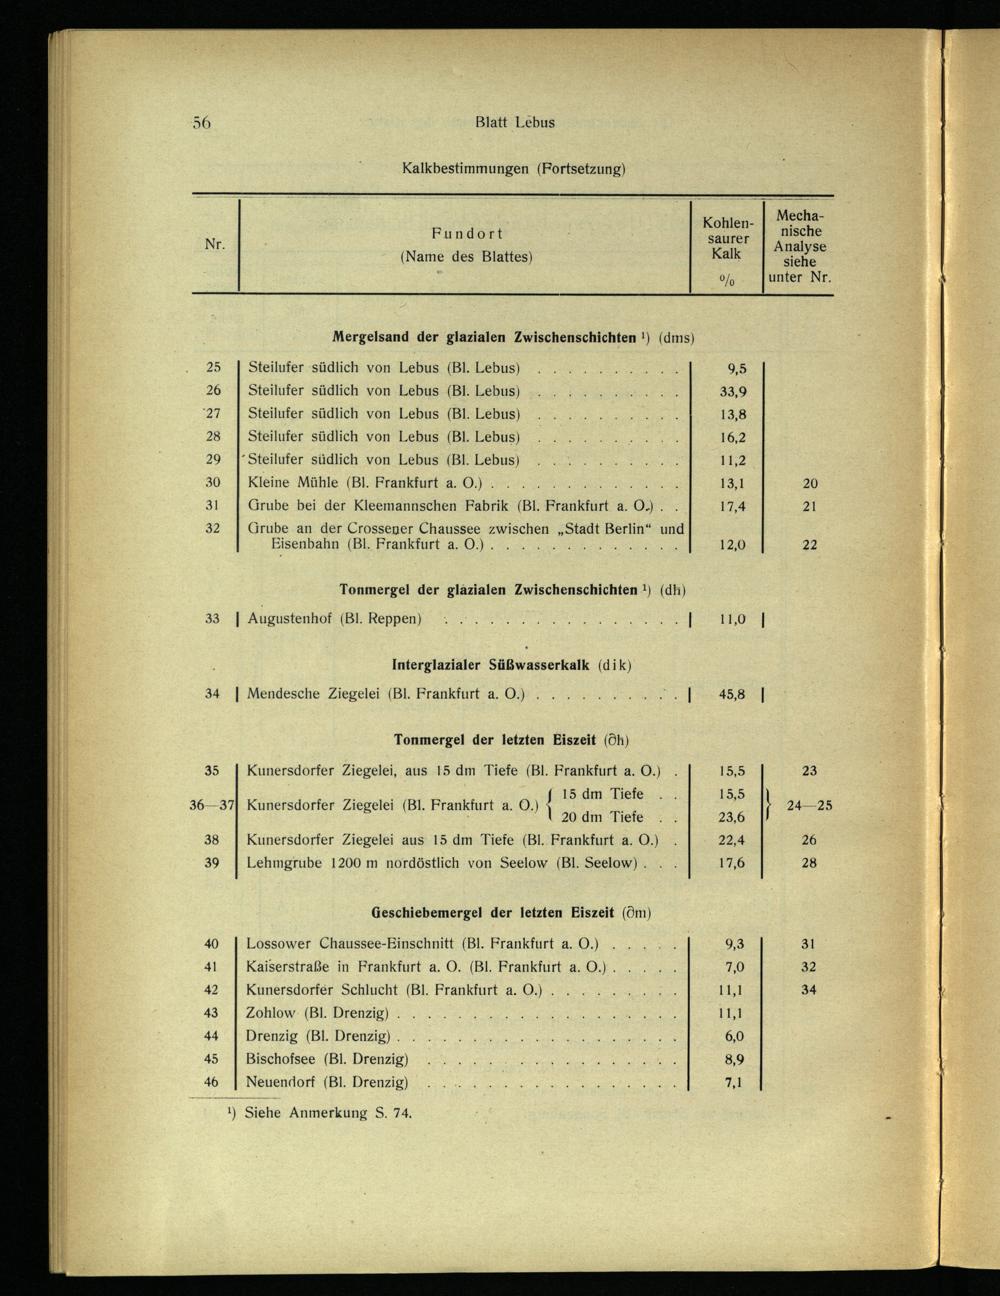 56
Blatt Lebus
Kalkbestimmungen (Fortsetzung)
Nr. | Fundort (Name des Blattes) | Kohlensaurer Kalk % | Mechanische Analyse siehe unter Nr.
Mergelsand der glazialen Zwischenschichten ¹) (dms)
25 Steilufer südlich von Lebus (Bl. Lebus) . . . . . . . . . . 9,5
26 Steilufer südlich von Lebus (Bl. Lebus) . . . . . . . . . . 33,9
27 Steilufer südlich von Lebus (Bl. Lebus) . . . . . . . . . . 13,8
28 Steilufer südlich von Lebus (Bl. Lebus) . . . . . . . . . . 16,2
29 Steilufer südlich von Lebus (Bl. Lebus) . . . . . . . . . . 11,2
30 Kleine Mühle (Bl. Frankfurt a. O.) . . . . . . . . . . . . . 13,1 20
31 Grube bei der Kleemannschen Fabrik (Bl. Frankfurt a. O.) . . 17,4 21
32 Grube an der Crossener Chaussee zwischen „Stadt Berlin“ und
Eisenbahn (Bl. Frankfurt a. O.) . . . . . . . . . . . . . 12,0 22
Tonmergel der glazialen Zwischenschichten ¹) (dh)
33 Augustenhof (Bl. Reppen) . . . . . . . . . . . . . . . . 11,0
Interglazialer Süßwasserkalk (dik)
34 Mendesche Ziegelei (Bl. Frankfurt a. O.) . . . . . . . . . . 45,8
Tonmergel der letzten Eiszeit (∂h)
35 Kunersdorfer Ziegelei, aus 15 dm Tiefe (Bl. Frankfurt a. O.) . 15,5 23
15 dm Tiefe . . 15,5
36—37 Kunersdorfer Ziegelei (Bl. Frankfurt a. O.) { } 24—25
20 dm Tiefe . . 23,6
38 Kunersdorfer Ziegelei aus 15 dm Tiefe (Bl. Frankfurt a. O.) . 22,4 26
39 Lehmgrube 1200 m nordöstlich von Seelow (Bl. Seelow) . . . 17,6 28
Geschiebemergel der letzten Eiszeit (∂m)
40 Lossower Chaussee-Einschnitt (Bl. Frankfurt a. O.) . . . . . 9,3 31
41 Kaiserstraße in Frankfurt a. O. (Bl. Frankfurt a. O.) . . . . . 7,0 32
42 Kunersdorfer Schlucht (Bl. Frankfurt a. O.) . . . . . . . . . 11,1 34
43 Zohlow (Bl. Drenzig) . . . . . . . . . . . . . . . . . . 11,1
44 Drenzig (Bl. Drenzig) . . . . . . . . . . . . . . . . . . 6,0
45 Bischofsee (Bl. Drenzig) . . . . . . . . . . . . . . . . 8,9
46 Neuendorf (Bl. Drenzig) . . . . . . . . . . . . . . . . 7,1
¹) Siehe Anmerkung S. 74.